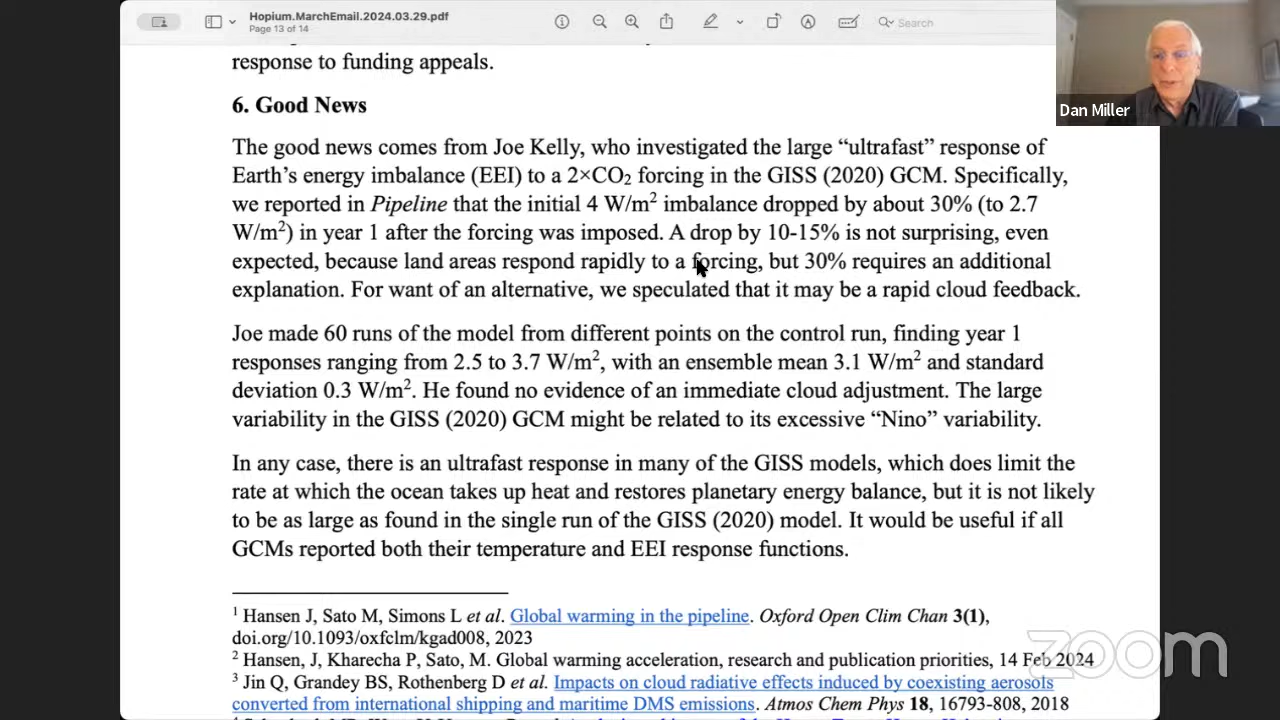 Hopium.MarchEmail.2024.03.29.pdf
Page 13 of 14
Search
Dan Miller
response to funding appeals.
6. Good News
The good news comes from Joe Kelly, who investigated the large “ultrafast” response of
Earth’s energy imbalance (EEI) to a 2×CO₂ forcing in the GISS (2020) GCM. Specifically,
we reported in Pipeline that the initial 4 W/m² imbalance dropped by about 30% (to 2.7
W/m²) in year 1 after the forcing was imposed. A drop by 10-15% is not surprising, even
expected, because land areas respond rapidly to a forcing, but 30% requires an additional
explanation. For want of an alternative, we speculated that it may be a rapid cloud feedback.
Joe made 60 runs of the model from different points on the control run, finding year 1
responses ranging from 2.5 to 3.7 W/m², with an ensemble mean 3.1 W/m² and standard
deviation 0.3 W/m². He found no evidence of an immediate cloud adjustment. The large
variability in the GISS (2020) GCM might be related to its excessive “Nino” variability.
In any case, there is an ultrafast response in many of the GISS models, which does limit the
rate at which the ocean takes up heat and restores planetary energy balance, but it is not likely
to be as large as found in the single run of the GISS (2020) model. It would be useful if all
GCMs reported both their temperature and EEI response functions.
¹ Hansen J, Sato M, Simons L et al. Global warming in the pipeline. Oxford Open Clim Chan 3(1),
doi.org/10.1093/oxfclm/kgad008, 2023
² Hansen, J, Kharecha P, Sato, M. Global warming acceleration, research and publication priorities, 14 Feb 2024
³ Jin Q, Grandey BS, Rothenberg D et al. Impacts on cloud radiative effects induced by coexisting aerosols
converted from international shipping and maritime DMS emissions. Atmos Chem Phys 18, 16793-808, 2018
zoom